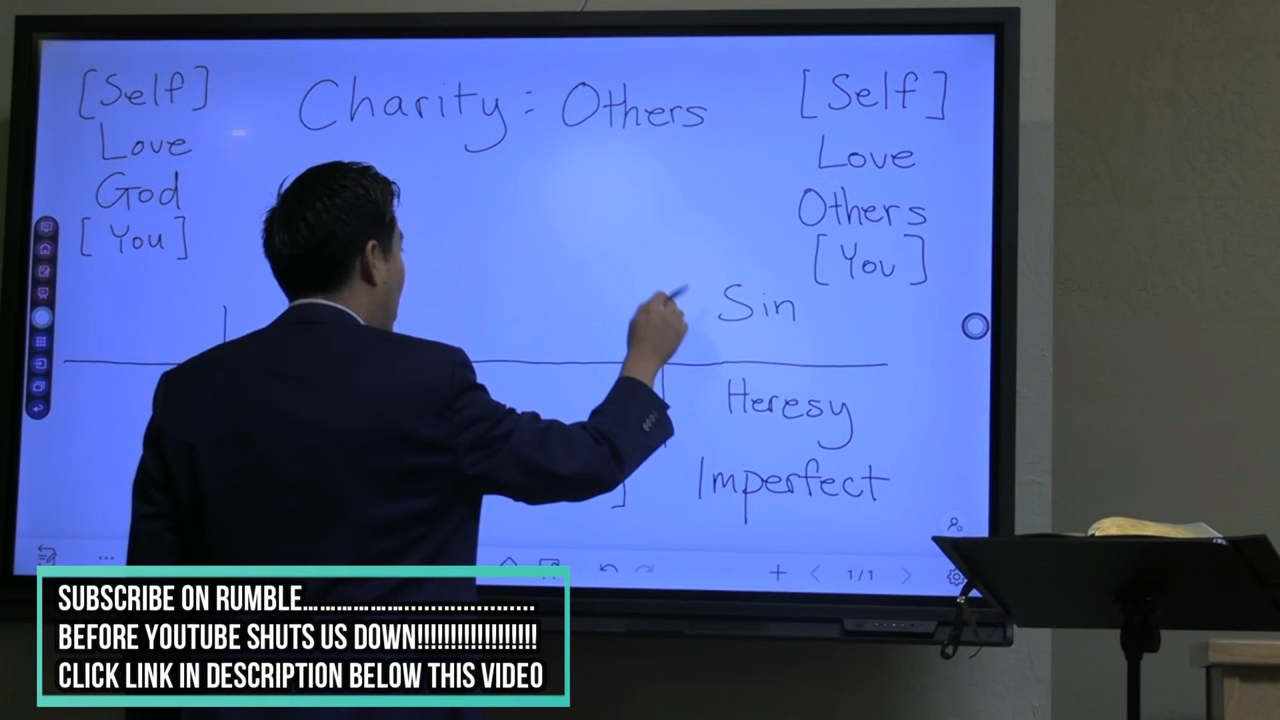 [Self]
Love
God
[You]
Charity: Others
[Self]
Love
Others
[You]
Sin
Heresy
Imperfect
]
1/1
SUBSCRIBE ON RUMBLE.......................................
BEFORE YOUTUBE SHUTS US DOWN!!!!!!!!!!!!!!!!!!!
CLICK LINK IN DESCRIPTION BELOW THIS VIDEO